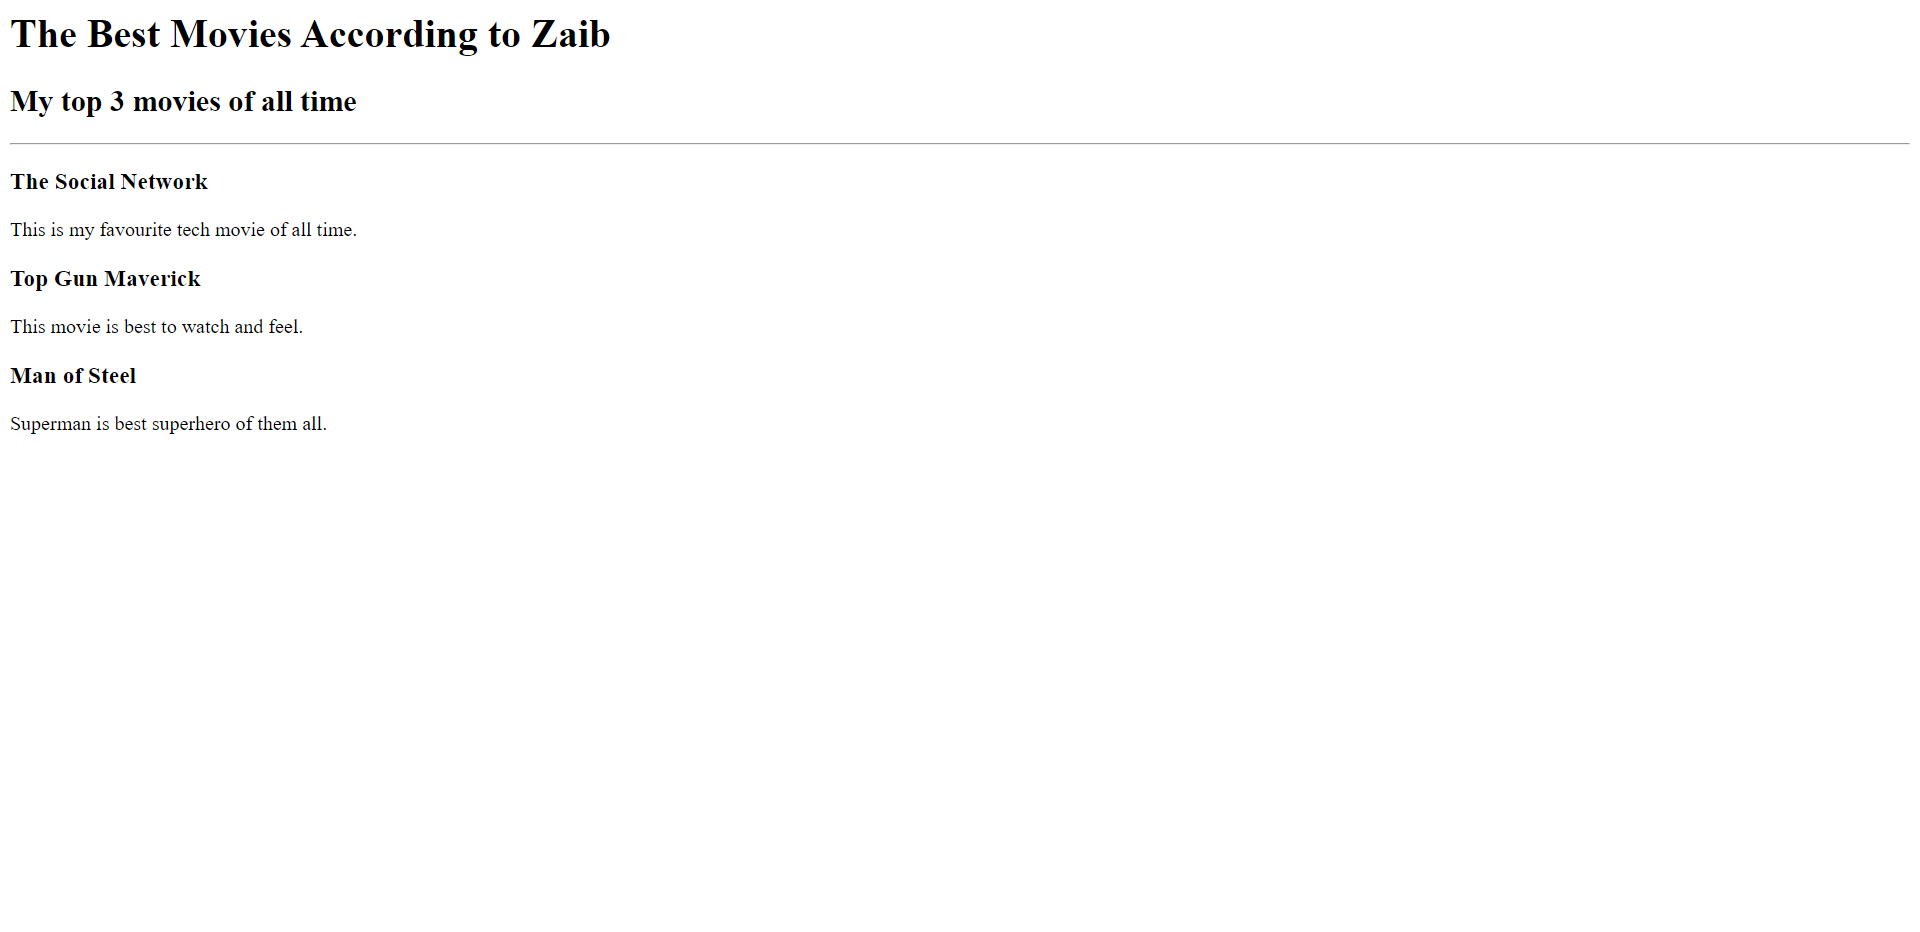 The Best Movies According to Zaib
My top 3 movies of all time
The Social Network
This is my favourite tech movie of all time.
Top Gun Maverick
This movie is best to watch and feel.
Man of Steel
Superman is best superhero of them all.